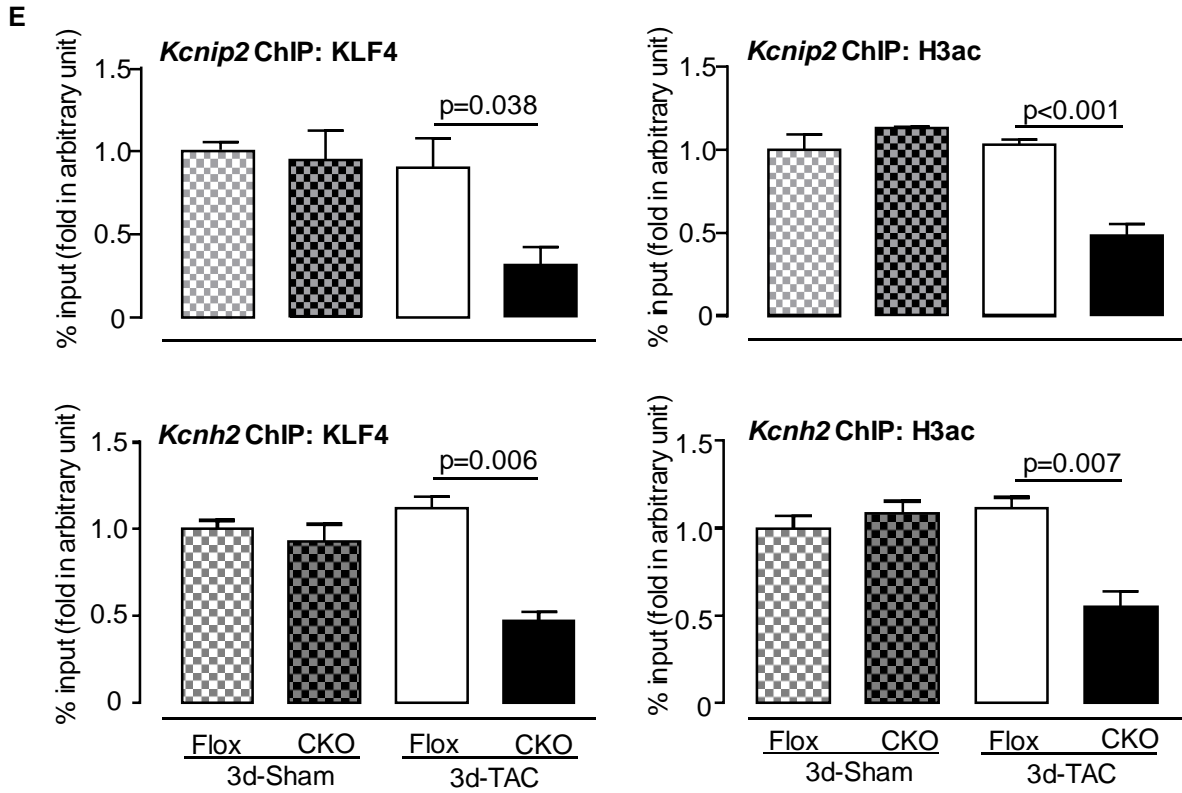 E
Kcnip2 ChIP: KLF4
% input (fold in arbitrary unit)
1.5
1.0
0.5
0
p=0.038
Kcnip2 ChIP: H3ac
% input (fold in arbitrary unit)
1.5
1.0
0.5
0
p<0.001
Kcnh2 ChIP: KLF4
% input (fold in arbitrary unit)
1.5
1.0
0.5
0
p=0.006
Flox CKO Flox CKO
3d-Sham 3d-TAC
Kcnh2 ChIP: H3ac
% input (fold in arbitrary unit)
1.5
1.0
0.5
0
p=0.007
Flox CKO Flox CKO
3d-Sham 3d-TAC